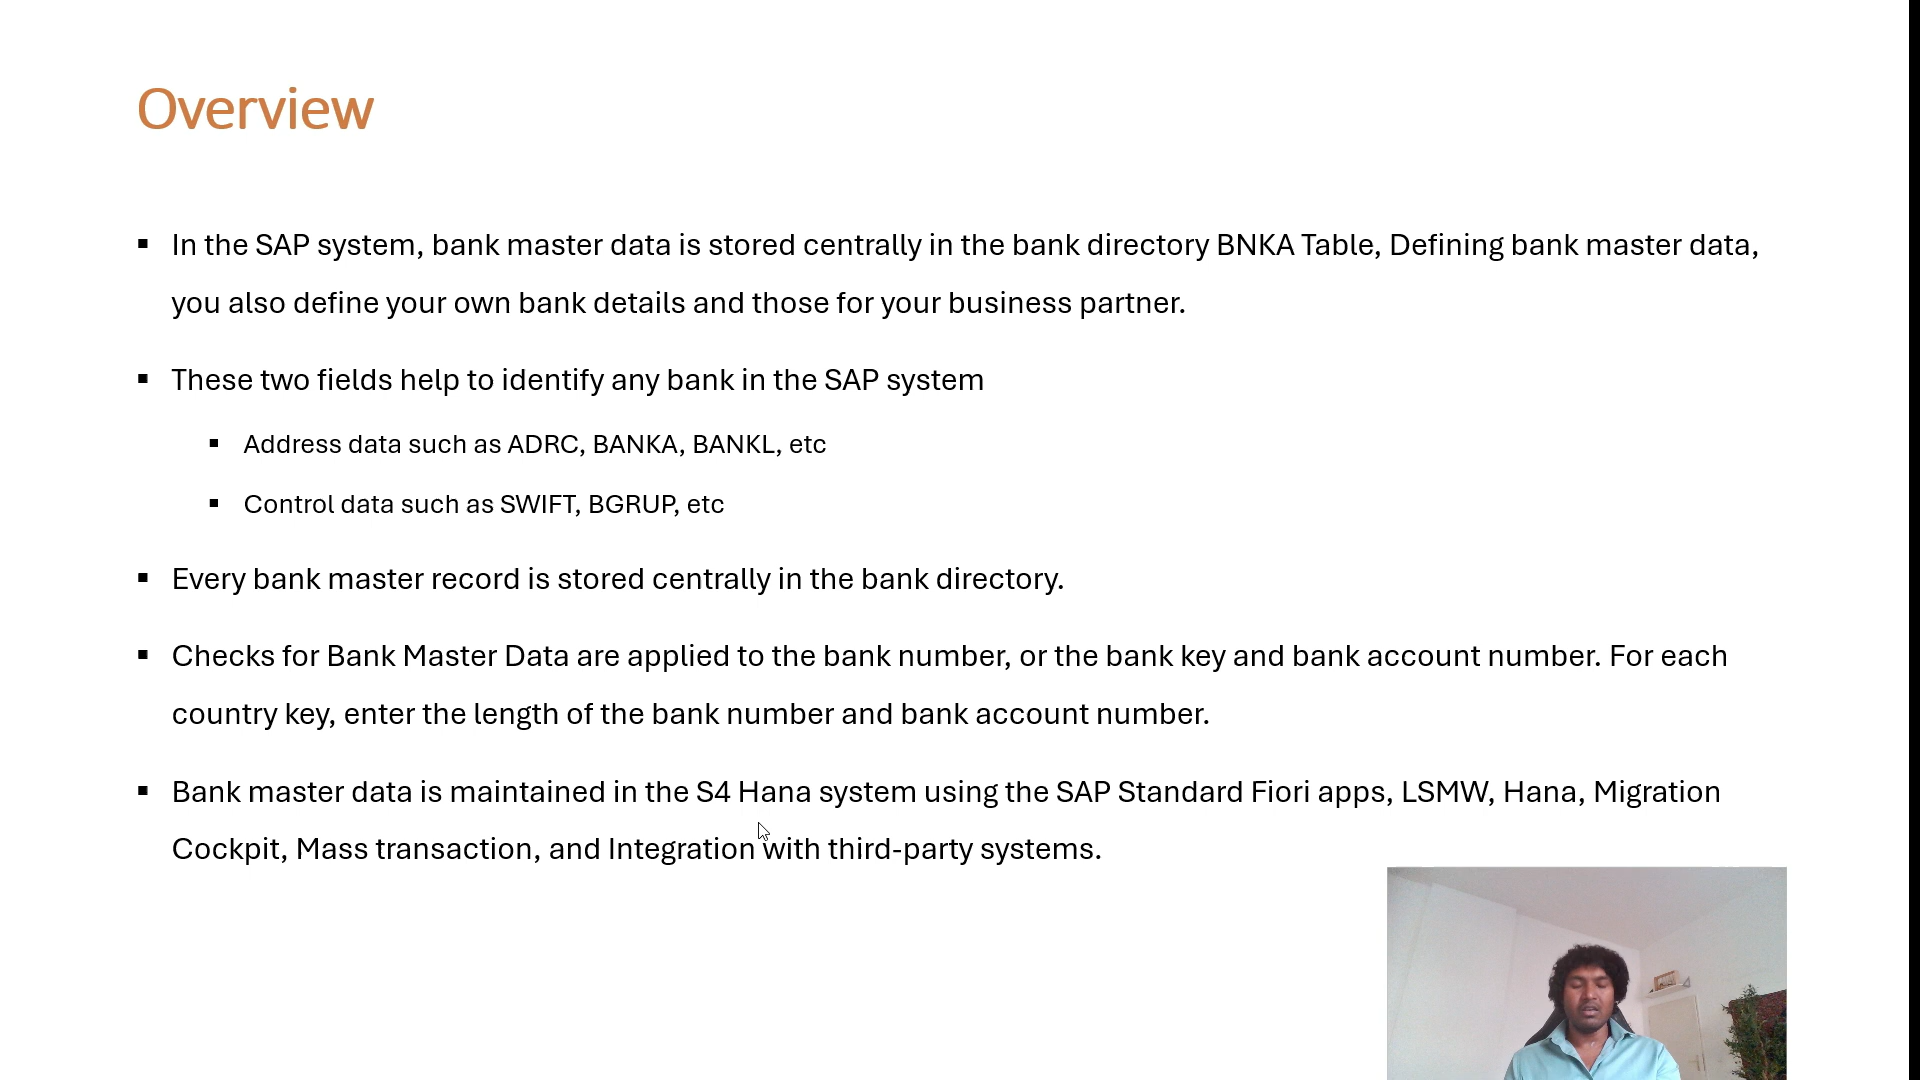 Overview
In the SAP system, bank master data is stored centrally in the bank directory BNKA Table, Defining bank master data,
you also define your own bank details and those for your business partner.
These two fields help to identify any bank in the SAP system
Address data such as ADRC, BANKA, BANKL, etc
Control data such as SWIFT, BGRUP, etc
Every bank master record is stored centrally in the bank directory.
Checks for Bank Master Data are applied to the bank number, or the bank key and bank account number. For each
country key, enter the length of the bank number and bank account number.
Bank master data is maintained in the S4 Hana system using the SAP Standard Fiori apps, LSMW, Hana, Migration
Cockpit, Mass transaction, and Integration with third-party systems.